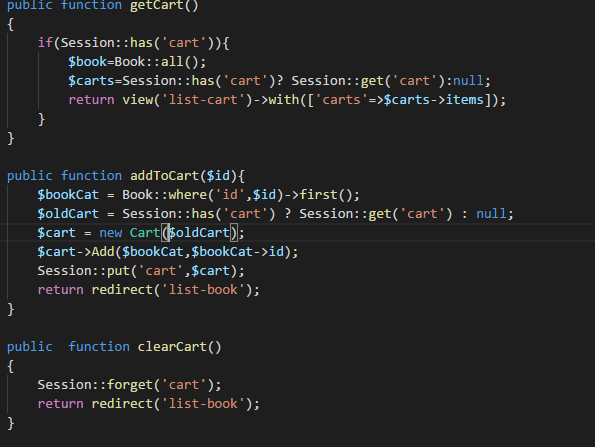 public function getCart()
{
if(Session::has('cart')){
$book=Book::all();
$carts=Session::has('cart')? Session::get('cart'):null;
return view('list-cart')->with(['carts'=>$carts->items]);
}
}
public function addToCart($id){
$bookCat = Book::where('id',$id)->first();
$oldCart = Session::has('cart') ? Session::get('cart') : null;
$cart = new Cart($oldCart);
$cart->Add($bookCat,$bookCat->id);
Session::put('cart',$cart);
return redirect('list-book');
}
public  function clearCart()
{
Session::forget('cart');
return redirect('list-book');
}